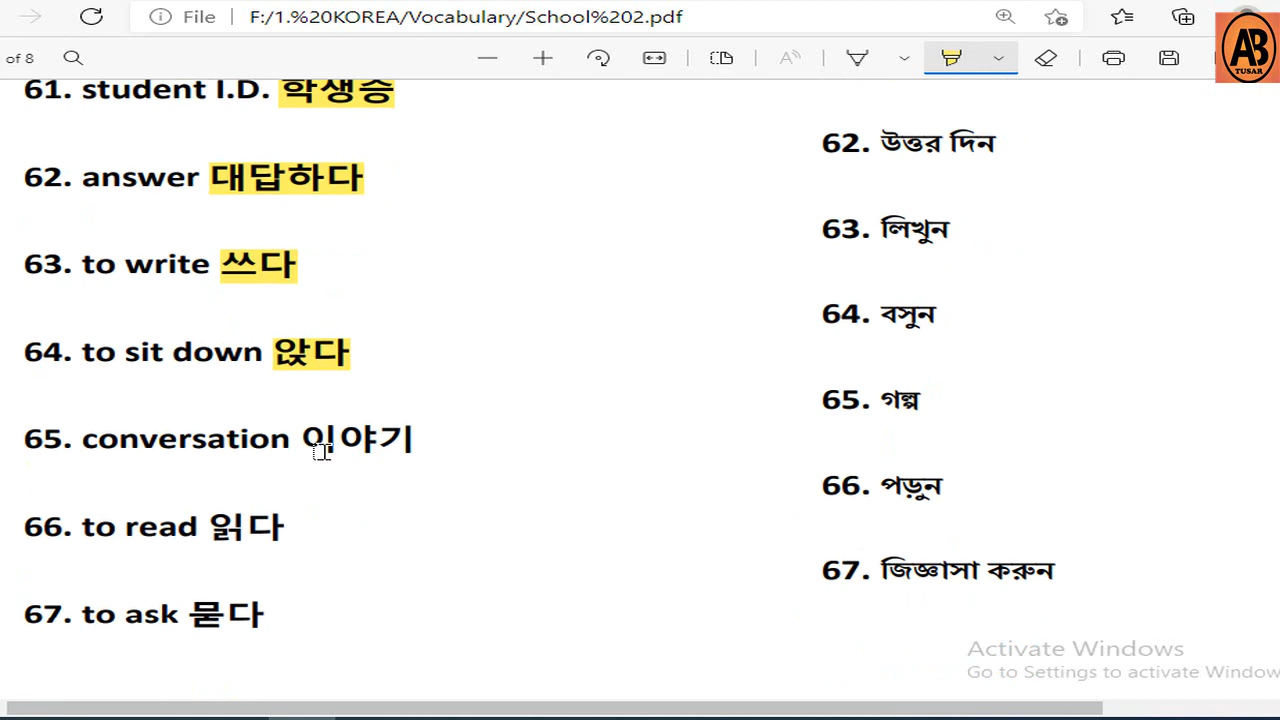 File
F:/1.%20KOREA/Vocabulary/School%202.pdf
of 8
AB
TUSAR
61. student I.D. 학생증
62. answer 대답하다
63. to write 쓰다
64. to sit down 앉다
65. conversation 이야기
66. to read 읽다
67. to ask 묻다
62. উত্তর দিন
63. লিখুন
64. বসুন
65. গল্প
66. পড়ুন
67. জিজ্ঞাসা করুন
Activate Windows
Go to Settings to activate Window